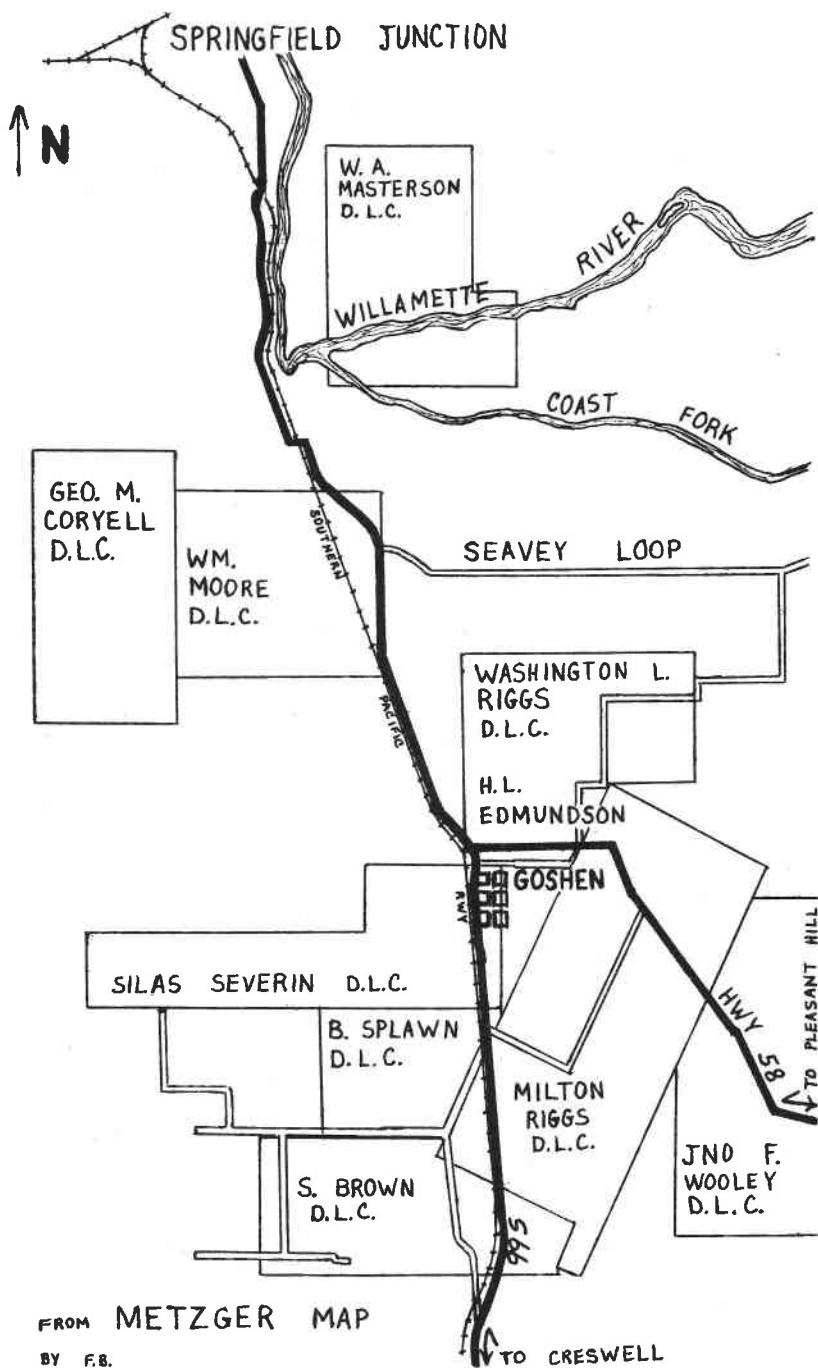 SPRINGFIELD JUNCTION
N
W. A.
MASTERSON
D. L. C.
WILLAMETTE RIVER
COAST FORK
GEO. M.
CORYELL
D.L.C.
WM.
MOORE
D.L.C.
SOUTHERN
PACIFIC
RWY
SEAVEY LOOP
WASHINGTON L.
RIGGS
D.L.C.
H.L.
EDMUNDSON
GOSHEN
SILAS SEVERIN D.L.C.
B. SPLAWN
D.L.C.
HWY 58
TO PLEASANT HILL
MILTON
RIGGS
D.L.C.
JNO F.
WOOLEY
D.L.C.
S. BROWN
D.L.C.
995
FROM METZGER MAP
BY F.B.
TO CRESWELL